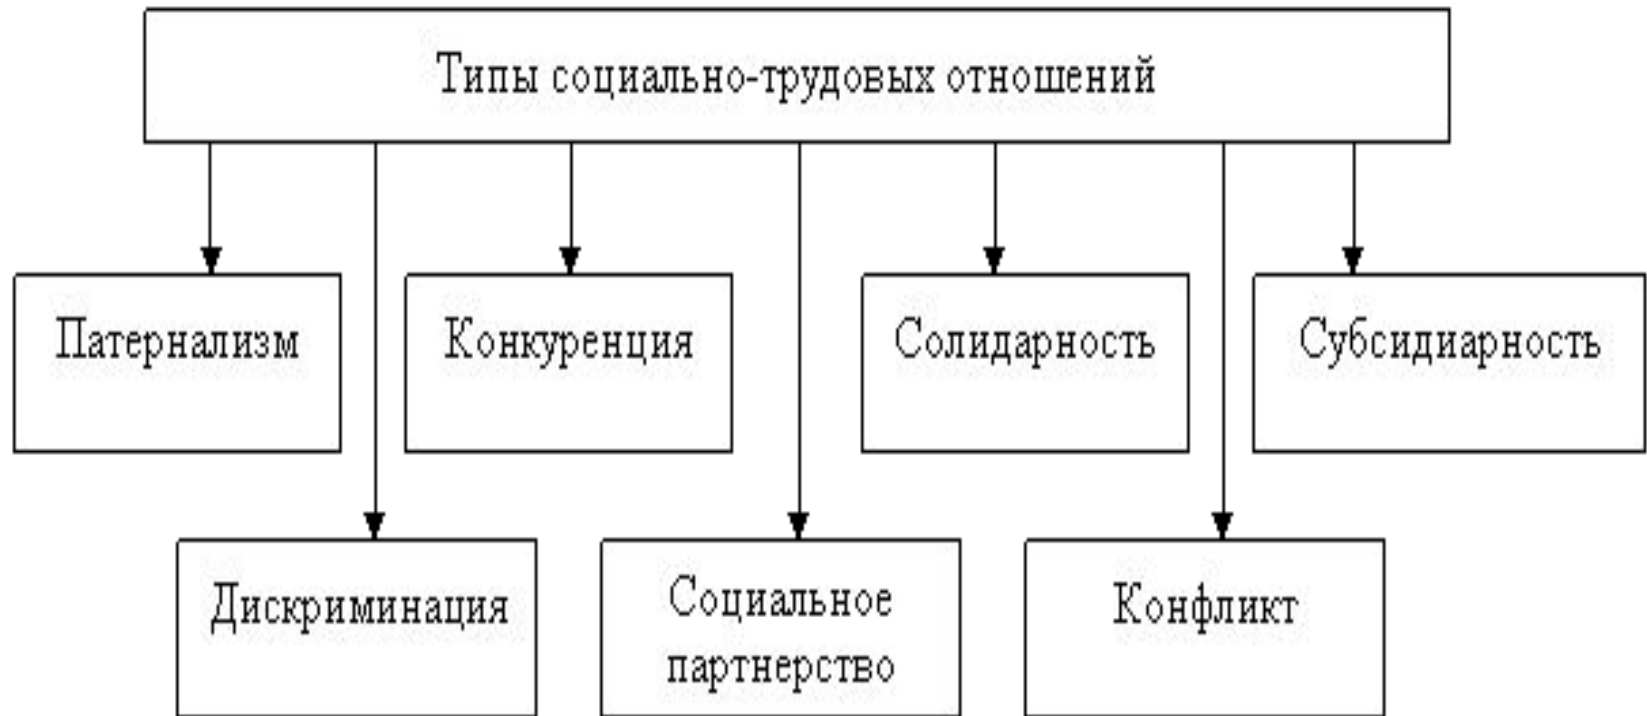 Типы социально-трудовых отношений
Патернализм
Конкуренция
Солидарность
Субсидиарность
Дискриминация
Социальное
партнерство
Конфликт